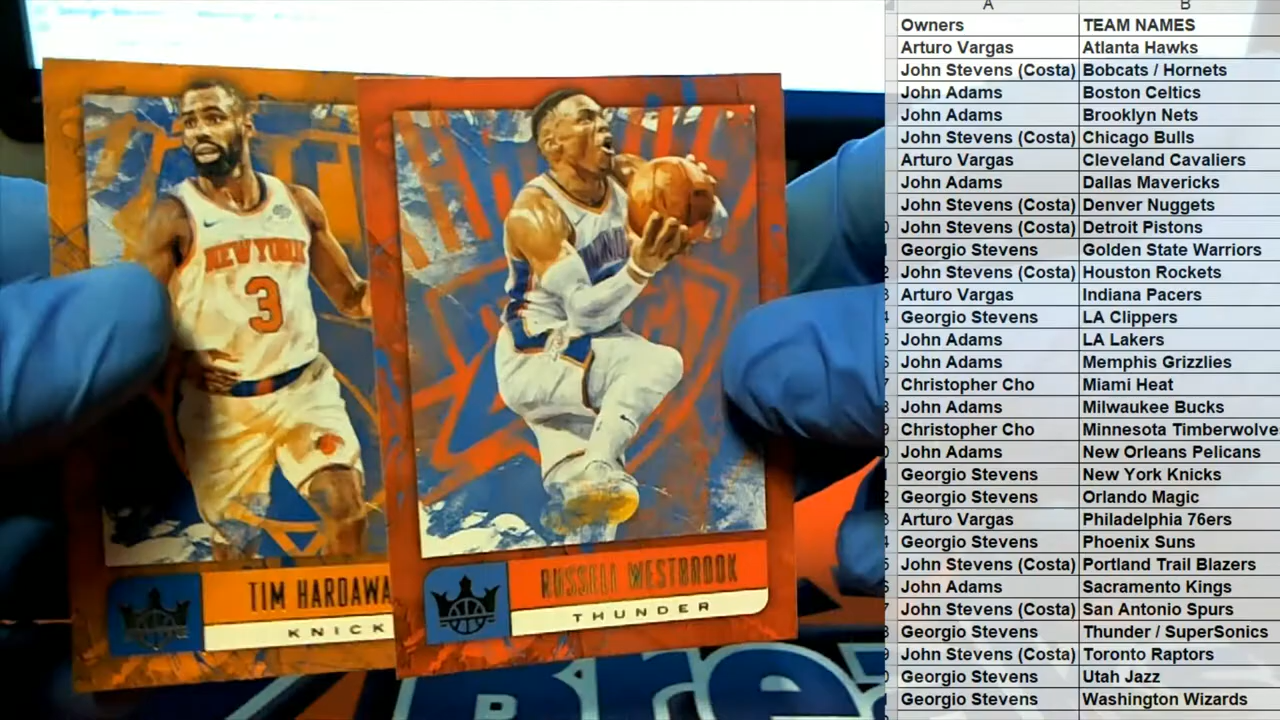 A B
Owners TEAM NAMES
Arturo Vargas Atlanta Hawks
John Stevens (Costa) Bobcats / Hornets
John Adams Boston Celtics
John Adams Brooklyn Nets
John Stevens (Costa) Chicago Bulls
Arturo Vargas Cleveland Cavaliers
John Adams Dallas Mavericks
John Stevens (Costa) Denver Nuggets
John Stevens (Costa) Detroit Pistons
Georgio Stevens Golden State Warriors
John Stevens (Costa) Houston Rockets
Arturo Vargas Indiana Pacers
Georgio Stevens LA Clippers
John Adams LA Lakers
John Adams Memphis Grizzlies
Christopher Cho Miami Heat
John Adams Milwaukee Bucks
Christopher Cho Minnesota Timberwolve
John Adams New Orleans Pelicans
Georgio Stevens New York Knicks
Georgio Stevens Orlando Magic
Arturo Vargas Philadelphia 76ers
Georgio Stevens Phoenix Suns
John Stevens (Costa) Portland Trail Blazers
John Adams Sacramento Kings
John Stevens (Costa) San Antonio Spurs
Georgio Stevens Thunder / SuperSonics
John Stevens (Costa) Toronto Raptors
Georgio Stevens Utah Jazz
Georgio Stevens Washington Wizards
NEW YORK
3
TIM HARDAWA
KNICK
RUSSELL WESTBROOK
THUNDER
Brea